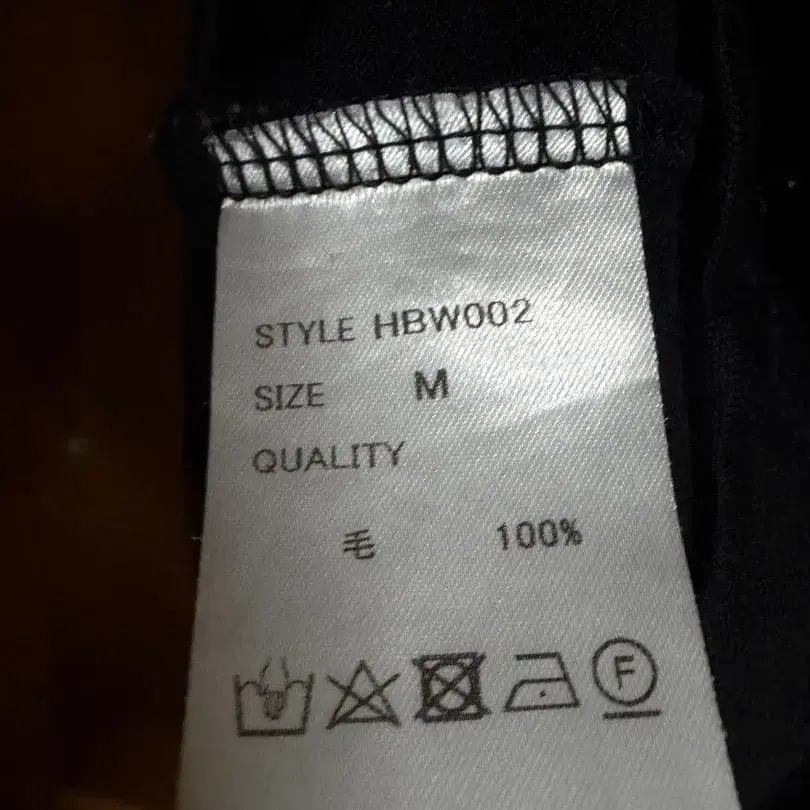 STYLE HBW002
SIZE M
QUALITY
毛 100%
F